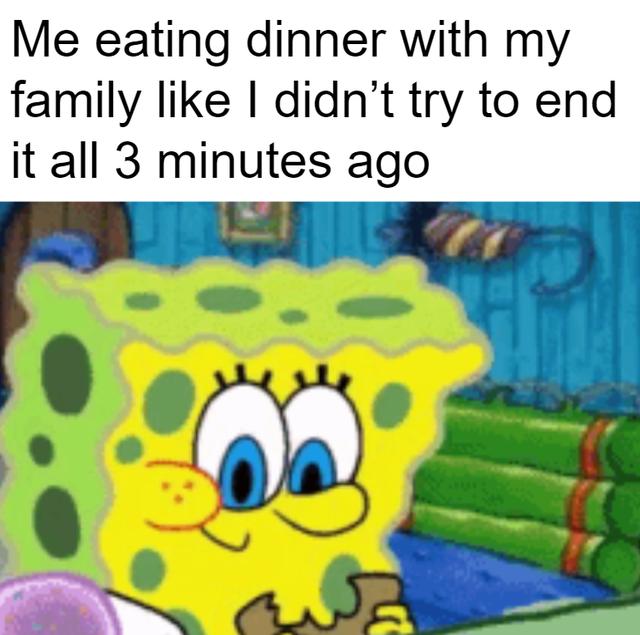 Me eating dinner with my
family like I didn’t try to end
it all 3 minutes ago